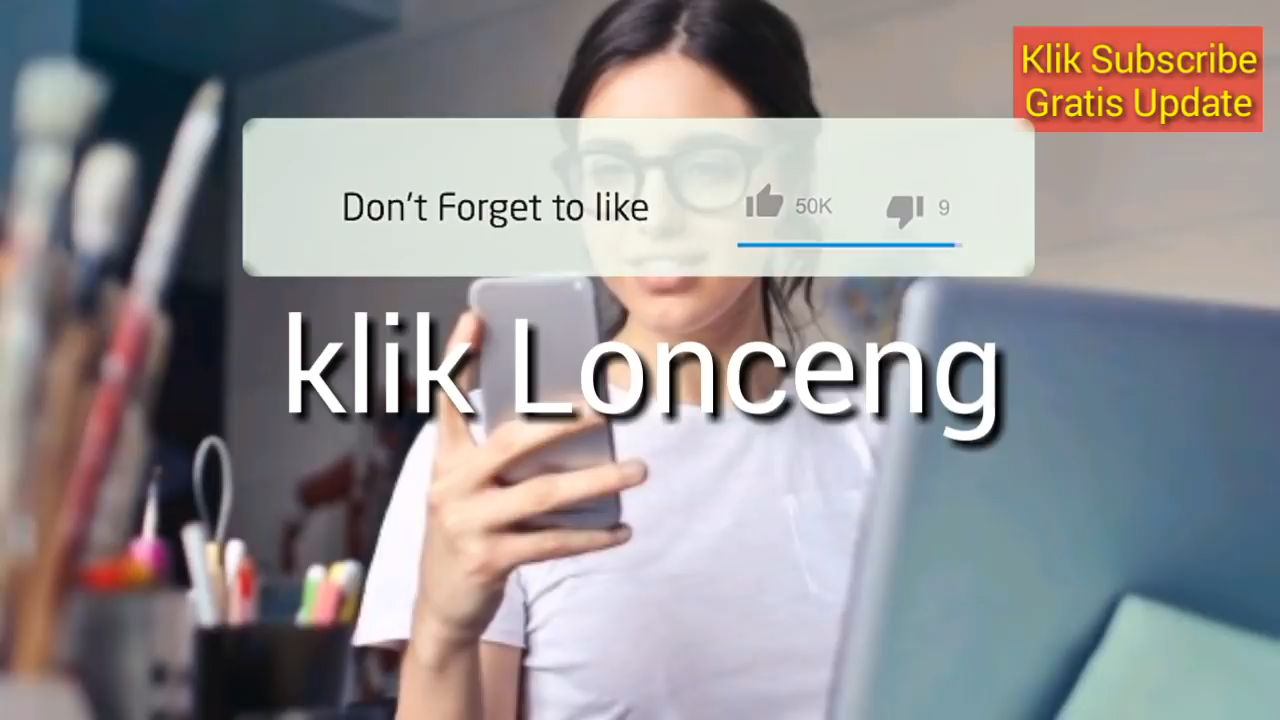 Klik Subscribe
Gratis Update
Don't Forget to like 50K 9
klik Lonceng